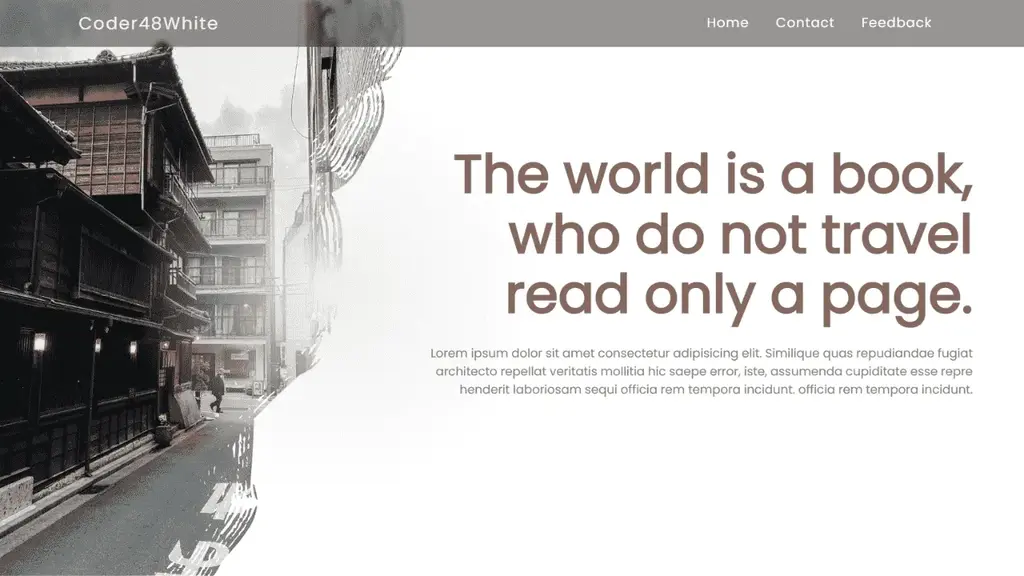 Coder48White
Home Contact Feedback
The world is a book,
who do not travel
read only a page.
Lorem ipsum dolor sit amet consectetur adipisicing elit. Similique quas repudiandae fugiat
architecto repellat veritatis mollitia hic saepe error, iste, assumenda cupiditate esse repre
henderit laboriosam sequi officia rem tempora incidunt. officia rem tempora incidunt.